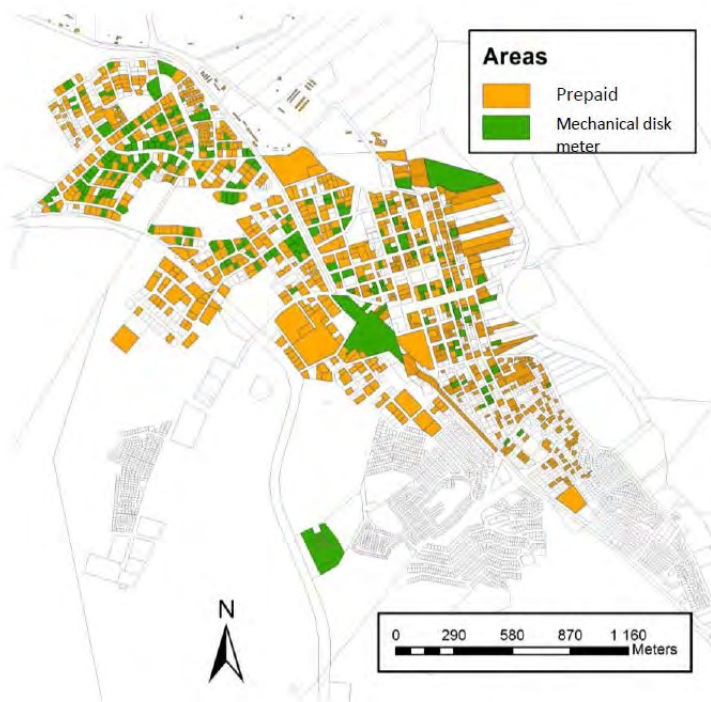 Areas
Prepaid
Mechanical disk
meter
N
0 290 580 870 1 160
Meters